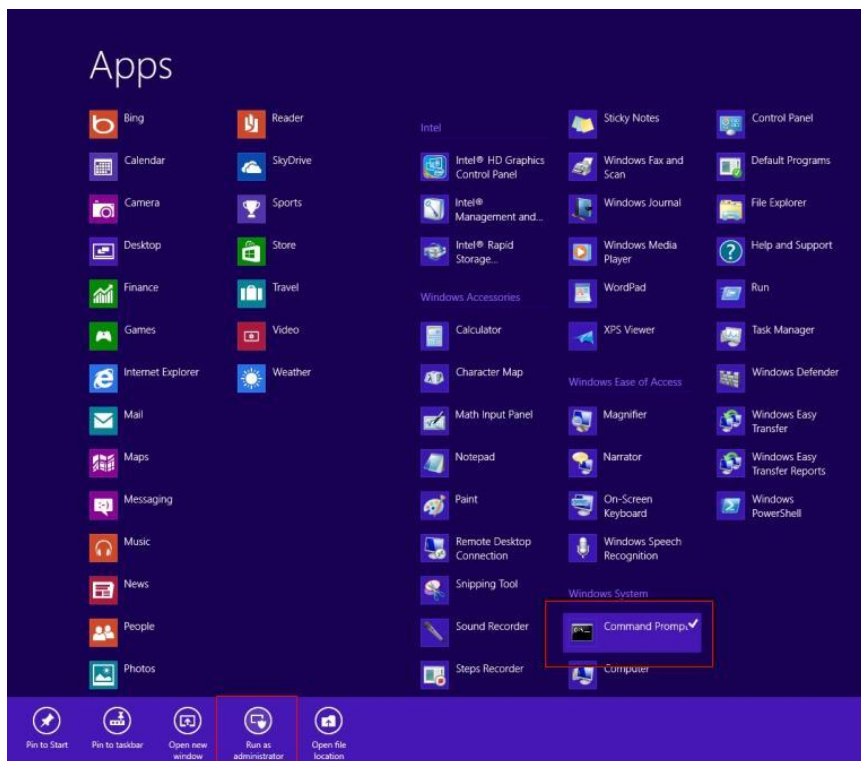 Apps
Bing
Calendar
Camera
Desktop
Finance
Games
Internet Explorer
Mail
Maps
Messaging
Music
News
People
Photos
Reader
SkyDrive
Sports
Store
Travel
Video
Weather
Intel
Intel® HD Graphics
Control Panel
Intel®
Management and...
Intel® Rapid
Storage...
Windows Accessories
Calculator
Character Map
Math Input Panel
Notepad
Paint
Remote Desktop
Connection
Snipping Tool
Sound Recorder
Steps Recorder
Sticky Notes
Windows Fax and
Scan
Windows Journal
Windows Media
Player
WordPad
XPS Viewer
Windows Ease of Access
Magnifier
Narrator
On-Screen
Keyboard
Windows Speech
Recognition
Windows System
Command Promp
Computer
Control Panel
Default Programs
File Explorer
Help and Support
Run
Task Manager
Windows Defender
Windows Easy
Transfer
Windows Easy
Transfer Reports
Windows
PowerShell
Pin to Start
Pin to taskbar
Open new
window
Run as
administrator
Open file
location